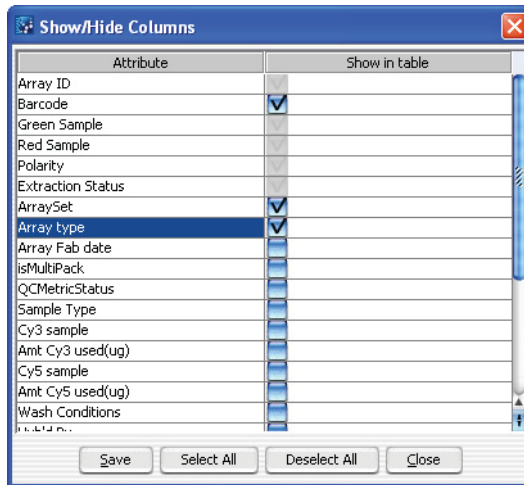 Show/Hide Columns
Attribute Show in table
Array ID
Barcode
Green Sample
Red Sample
Polarity
Extraction Status
ArraySet
Array type
Array Fab date
isMultiPack
QCMetricStatus
Sample Type
Cy3 sample
Amt Cy3 used(ug)
Cy5 sample
Amt Cy5 used(ug)
Wash Conditions
Save Select All Deselect All Close